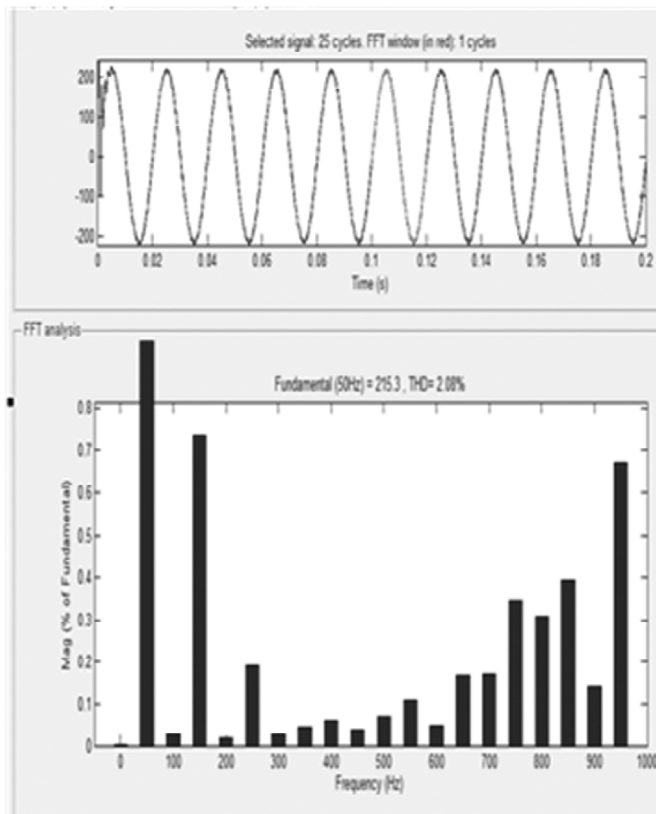 Selected signal: 25 cycles. FFT window (in red): 1 cycles
200
100
0
-100
-200
0 0.02 0.04 0.06 0.08 0.1 0.12 0.14 0.16 0.18 0.2
Time (s)
FFT analysis
Fundamental (50Hz) = 215.3 , THD= 2.08%
0.8
0.7
0.6
0.5
0.4
0.3
0.2
0.1
0
Mag (% of Fundamental)
0 100 200 300 400 500 600 700 800 900 1000
Frequency (Hz)